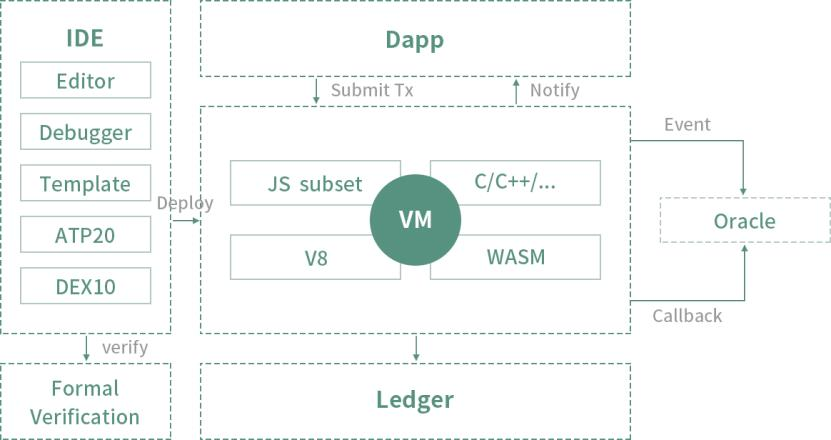 IDE
Editor
Debugger
Template
ATP20
DEX10
Deploy
verify
Formal
Verification
Dapp
Submit Tx
Notify
JS subset
C/C++/...
VM
V8
WASM
Ledger
Event
Oracle
Callback